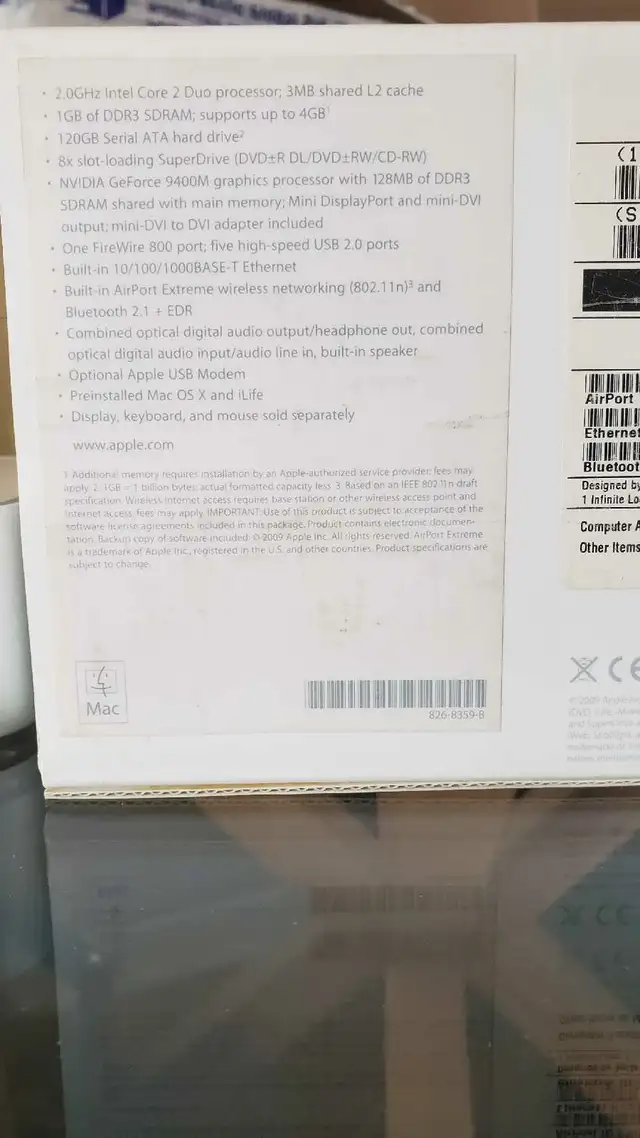 • 2.0GHz Intel Core 2 Duo processor; 3MB shared L2 cache
• 1GB of DDR3 SDRAM; supports up to 4GB¹
• 120GB Serial ATA hard drive²
• 8x slot-loading SuperDrive (DVD±R DL/DVD±RW/CD-RW)
• NVIDIA GeForce 9400M graphics processor with 128MB of DDR3
SDRAM shared with main memory; Mini DisplayPort and mini-DVI
output; mini-DVI to DVI adapter included
• One FireWire 800 port; five high-speed USB 2.0 ports
• Built-in 10/100/1000BASE-T Ethernet
• Built-in AirPort Extreme wireless networking (802.11n)³ and
Bluetooth 2.1 + EDR
• Combined optical digital audio output/headphone out, combined
optical digital audio input/audio line in, built-in speaker
• Optional Apple USB Modem
• Preinstalled Mac OS X and iLife
• Display, keyboard, and mouse sold separately
www.apple.com
1 Additional memory requires installation by an Apple-authorized service provider; fees may
apply. 2. 1GB = 1 billion bytes; actual formatted capacity less. 3. Based on an IEEE 802.11n draft
specification. Wireless Internet access requires base station or other wireless access point and
Internet access; fees may apply. IMPORTANT: Use of this product is subject to acceptance of the
software license agreements included in this package. Product contains electronic documen-
tation. Backup copy of software included. © 2009 Apple Inc. All rights reserved. AirPort Extreme
is a trademark of Apple Inc., registered in the U.S. and other countries. Product specifications are
subject to change.
Mac
826-8359-B
(1
(S
AirPort
Ethernet
Bluetoot
Designed by
1 Infinite Lo
Computer A
Other Items
CE
© 2009 Apple